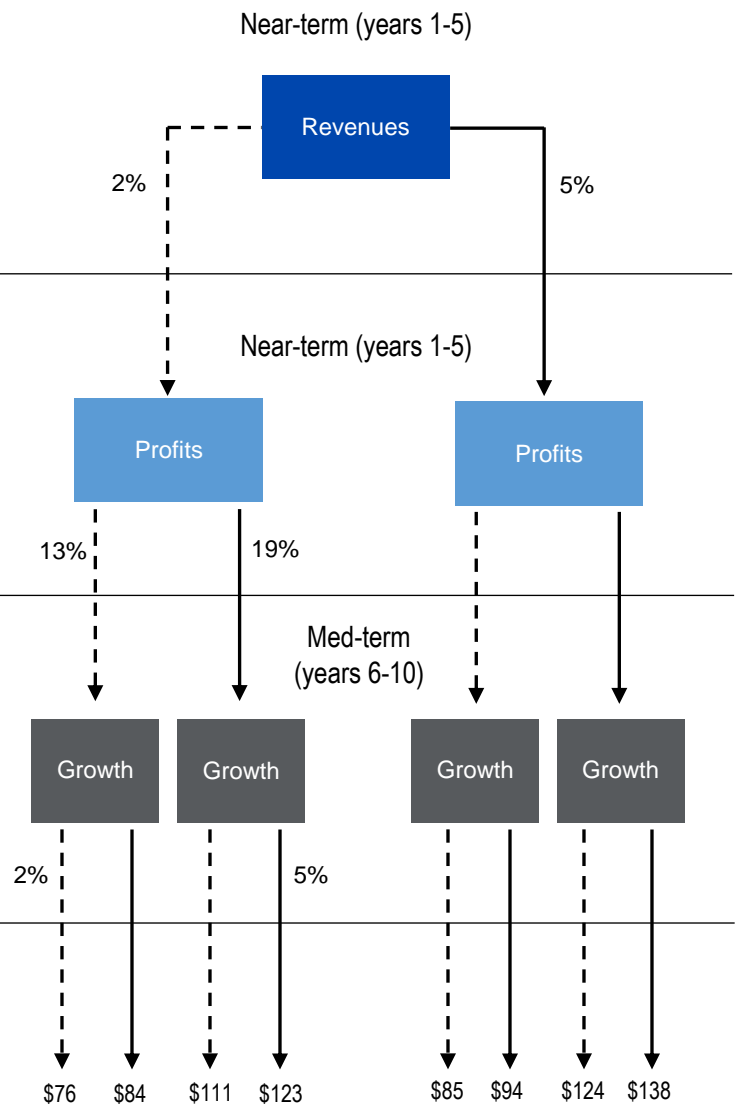 Near-term (years 1-5)
Revenues
2%
5%
Near-term (years 1-5)
Profits
Profits
13%
19%
Med-term
(years 6-10)
Growth
Growth
Growth
Growth
2%
5%
$76
$84
$111
$123
$85
$94
$124
$138